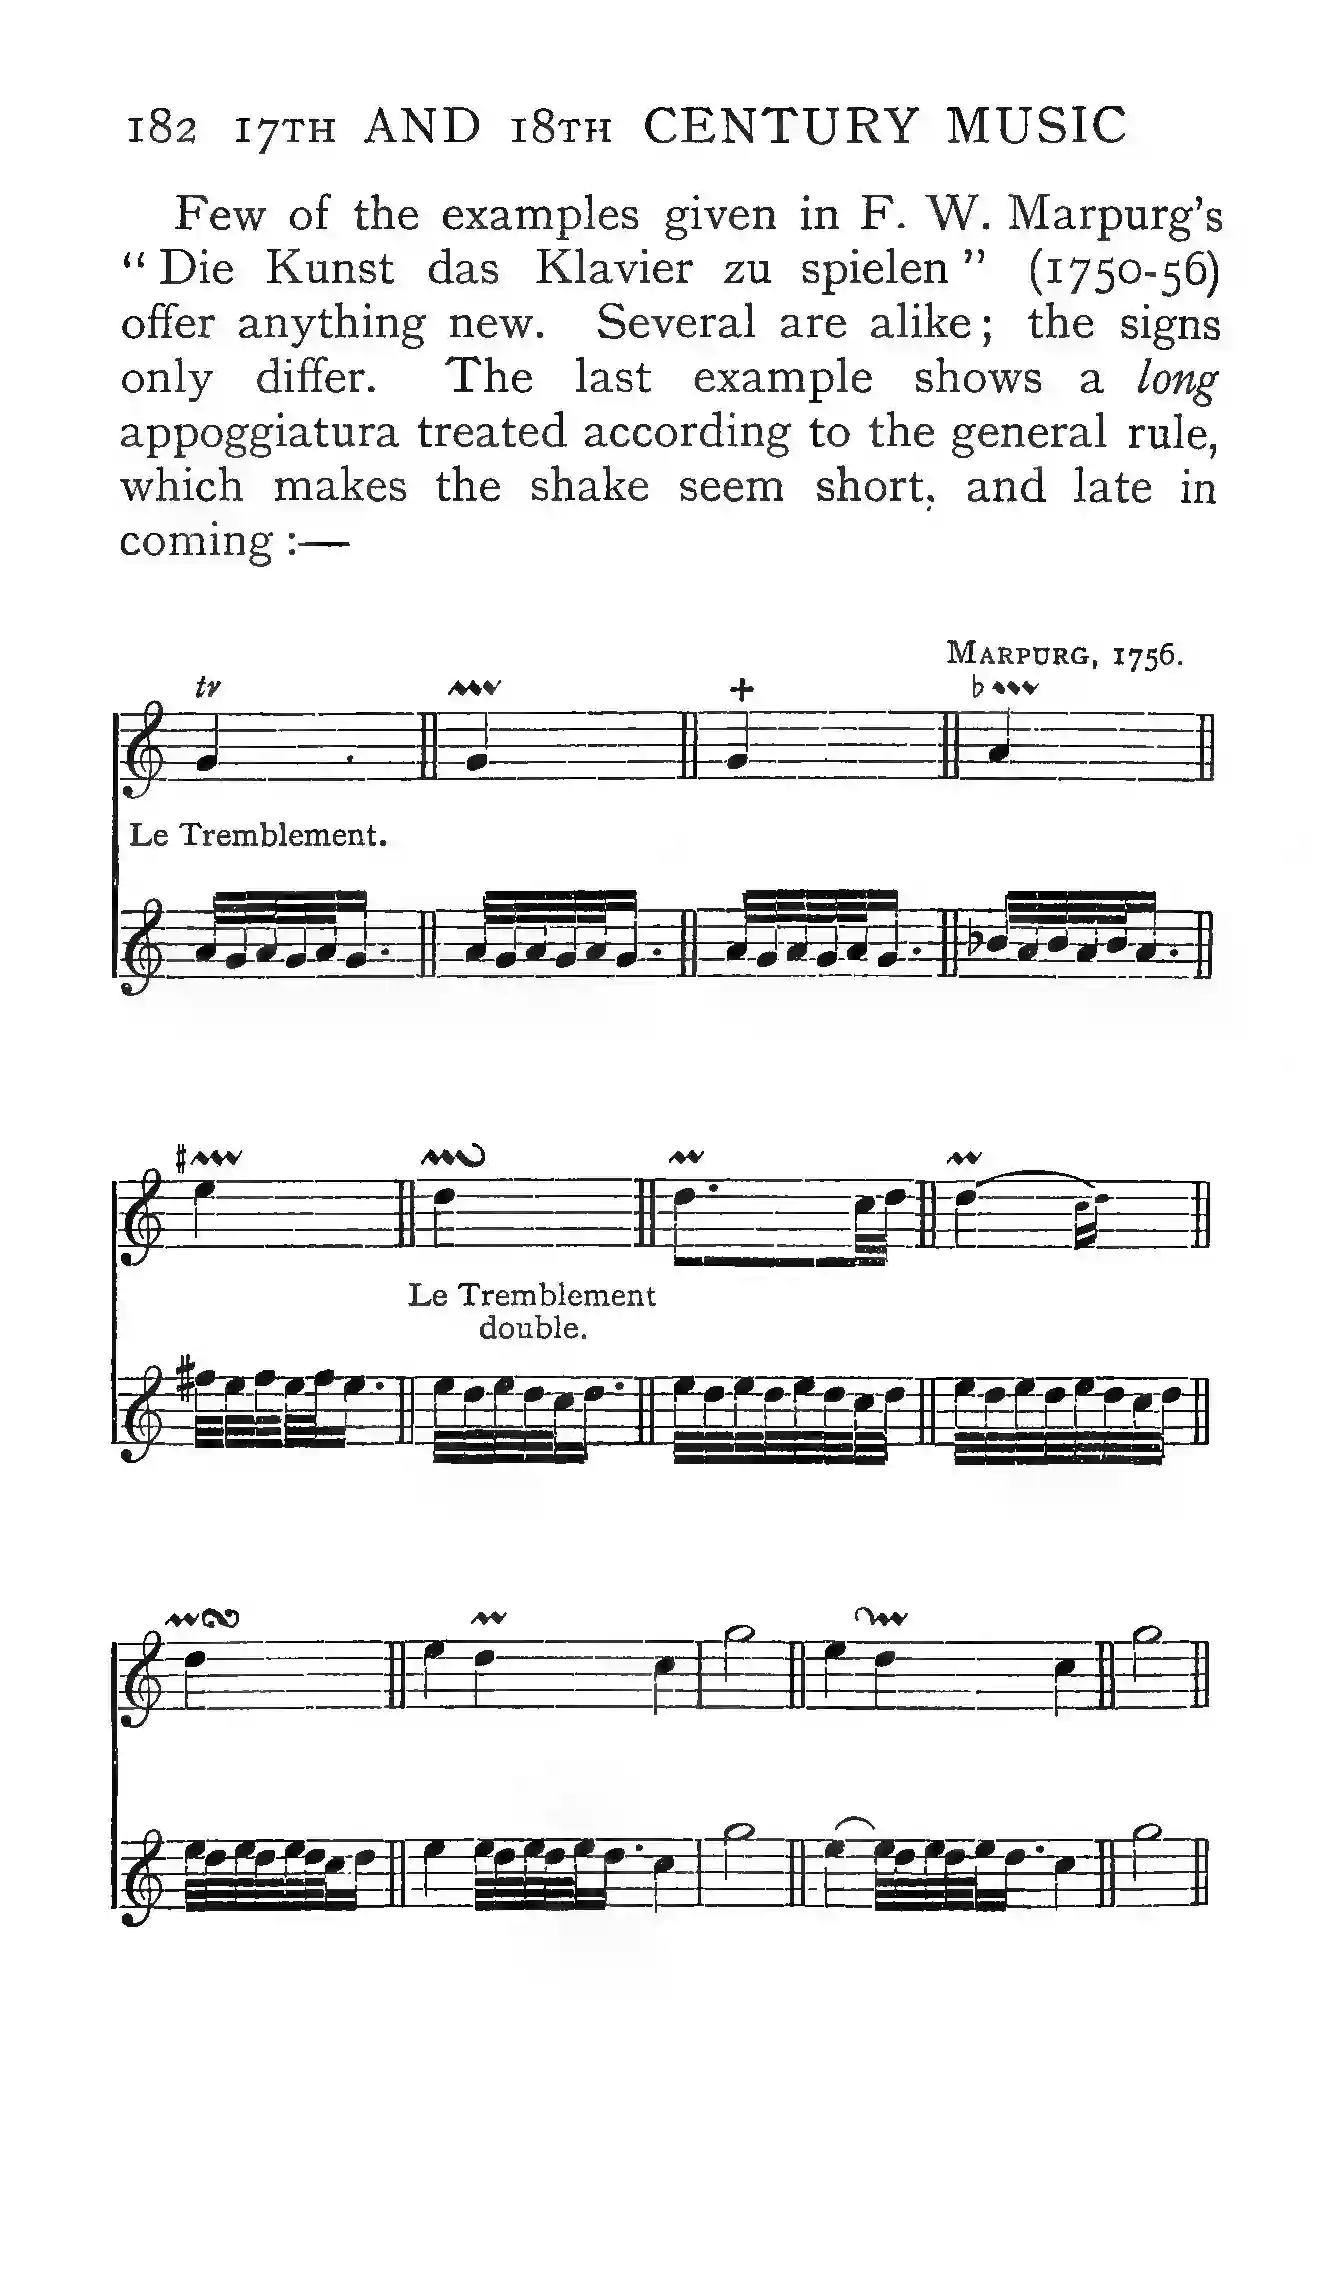 182 17TH AND 18TH CENTURY MUSIC
Few of the examples given in F. W. Marpurg's
“Die Kunst das Klavier zu spielen” (1750-56)
offer anything new. Several are alike; the signs
only differ. The last example shows a long
appoggiatura treated according to the general rule,
which makes the shake seem short, and late in
coming :—
MARPURG, 1756.
tr
Le Tremblement.
Le Tremblement
double.